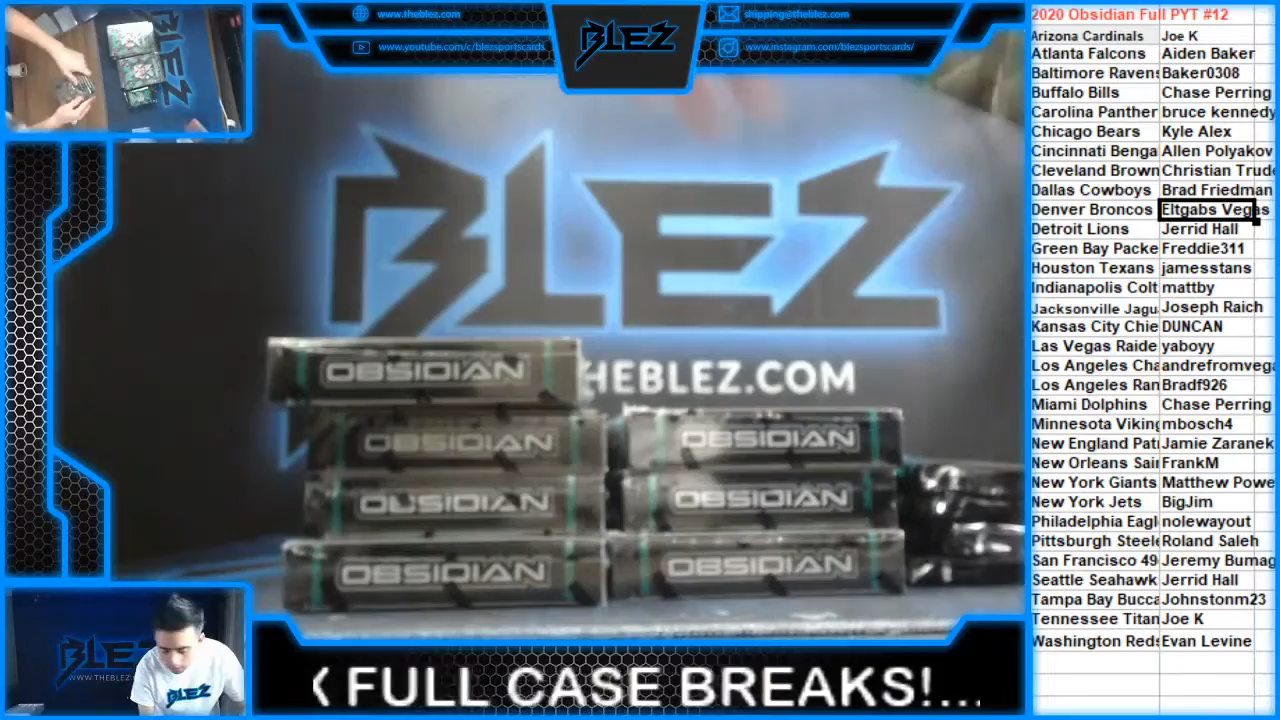 www.theblez.com
www.youtube.com/c/blezsportscards
BLEZ
shipping@theblez.com
www.instagram.com/blezsportscards/
2020 Obsidian Full PYT #12
Arizona Cardinals Joe K
Atlanta Falcons Aiden Baker
Baltimore Ravens Baker0308
Buffalo Bills Chase Perring
Carolina Panther bruce kennedy
Chicago Bears Kyle Alex
Cincinnati Benga Allen Polyakov
Cleveland Brown Christian Trude
Dallas Cowboys Brad Friedman
Denver Broncos Eltgabs Vegas
Detroit Lions Jerrid Hall
Green Bay Packe Freddie311
Houston Texans jamesstans
Indianapolis Colt mattby
Jacksonville Jagu Joseph Raich
Kansas City Chie DUNCAN
Las Vegas Raide yaboyy
Los Angeles Cha andrefromvega
Los Angeles Ran Bradf926
Miami Dolphins Chase Perring
Minnesota Viking mbosch4
New England Pat Jamie Zaranek
New Orleans Sai FrankM
New York Giants Matthew Powe
New York Jets BigJim
Philadelphia Eagl nolewayout
Pittsburgh Steele Roland Saleh
San Francisco 49 Jeremy Bumag
Seattle Seahawk Jerrid Hall
Tampa Bay Bucca Johnstonm23
Tennessee Titan Joe K
Washington Reds Evan Levine
BLEZ
THEBLEZ.COM
OBSIDIAN
OBSIDIAN
OBSIDIAN
OBSIDIAN
OBSIDIAN
OBSIDIAN
OBSIDIAN
BLEZ
BLEZ
BLEZ
X FULL CASE BREAKS!...